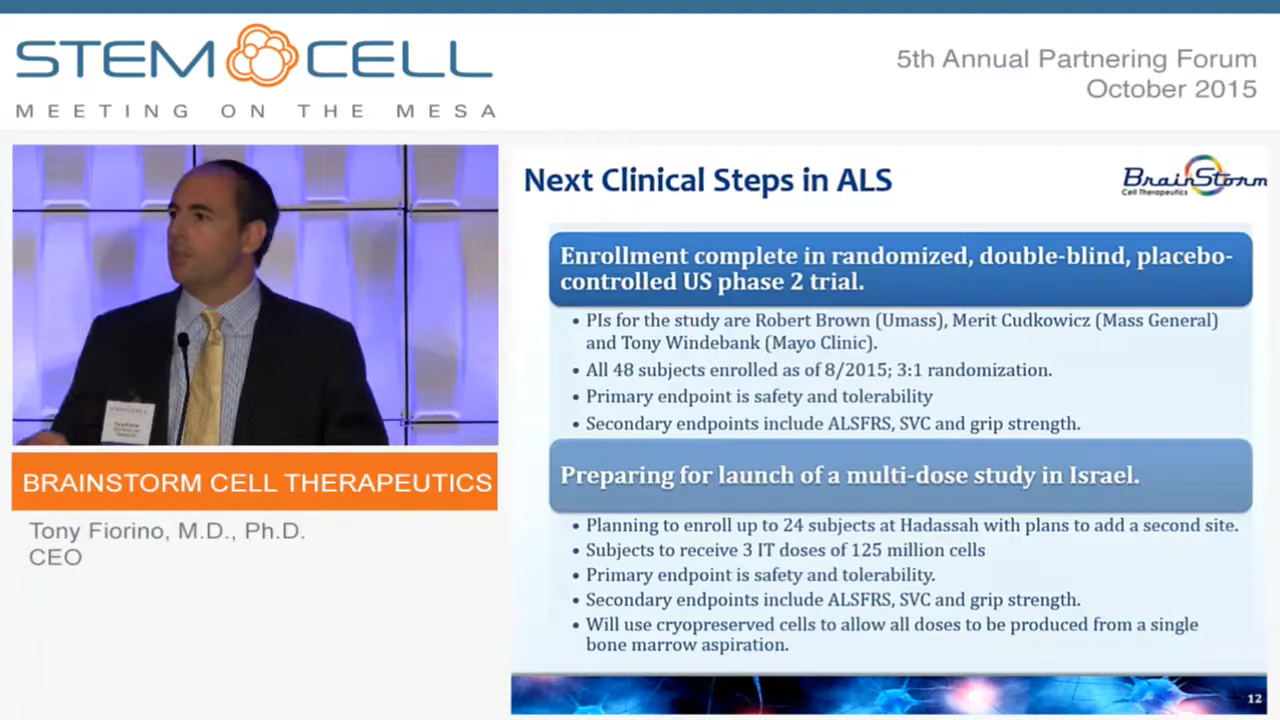 STEM CELL
MEETING ON THE MESA
5th Annual Partnering Forum
October 2015
BRAINSTORM CELL THERAPEUTICS
Tony Fiorino, M.D., Ph.D.
CEO
Next Clinical Steps in ALS
BrainStorm
Cell Therapeutics
Enrollment complete in randomized, double-blind, placebo-
controlled US phase 2 trial.
• PIs for the study are Robert Brown (Umass), Merit Cudkowicz (Mass General)
and Tony Windebank (Mayo Clinic).
• All 48 subjects enrolled as of 8/2015; 3:1 randomization.
• Primary endpoint is safety and tolerability
• Secondary endpoints include ALSFRS, SVC and grip strength.
Preparing for launch of a multi-dose study in Israel.
• Planning to enroll up to 24 subjects at Hadassah with plans to add a second site.
• Subjects to receive 3 IT doses of 125 million cells
• Primary endpoint is safety and tolerability.
• Secondary endpoints include ALSFRS, SVC and grip strength.
• Will use cryopreserved cells to allow all doses to be produced from a single
bone marrow aspiration.
12